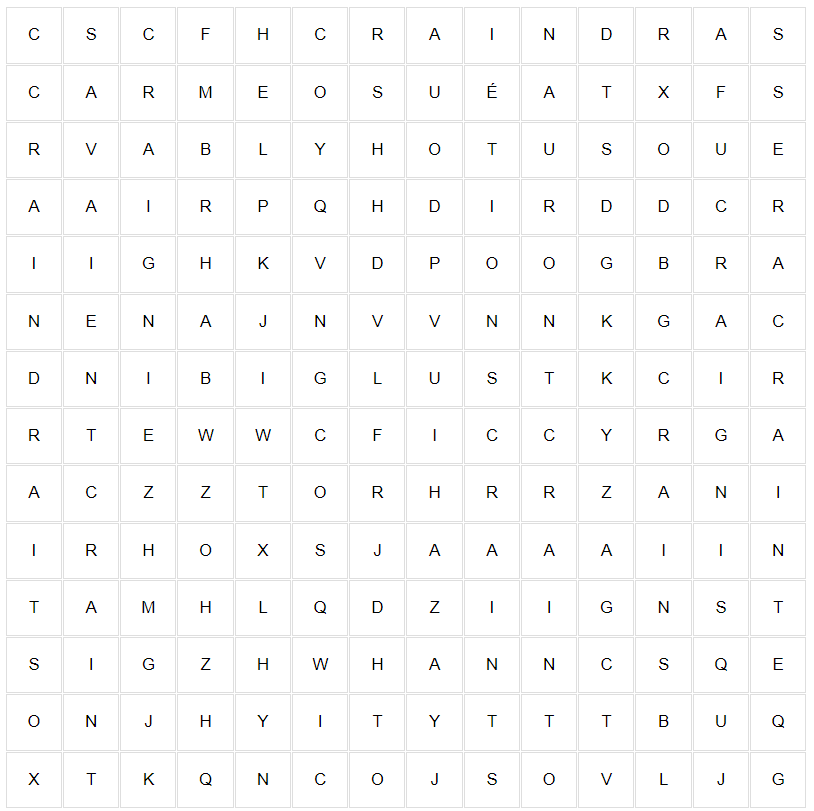 C S C F H C R A I N D R A S
C A R M E O S U É A T X F S
R V A B L Y H O T U S O U E
A A I R P Q H D I R D D C R
I I G H K V D P O O G B R A
N E N A J N V V N N K G A C
D N I B I G L U S T K C I R
R T E W W C F I C C Y R G A
A C Z Z T O R H R R Z A N I
I R H O X S J A A A A I I N
T A M H L Q D Z I I G N S T
S I G Z H W H A N N C S Q E
O N J H Y I T Y T T T B U Q
X T K Q N C O J S O V L J G